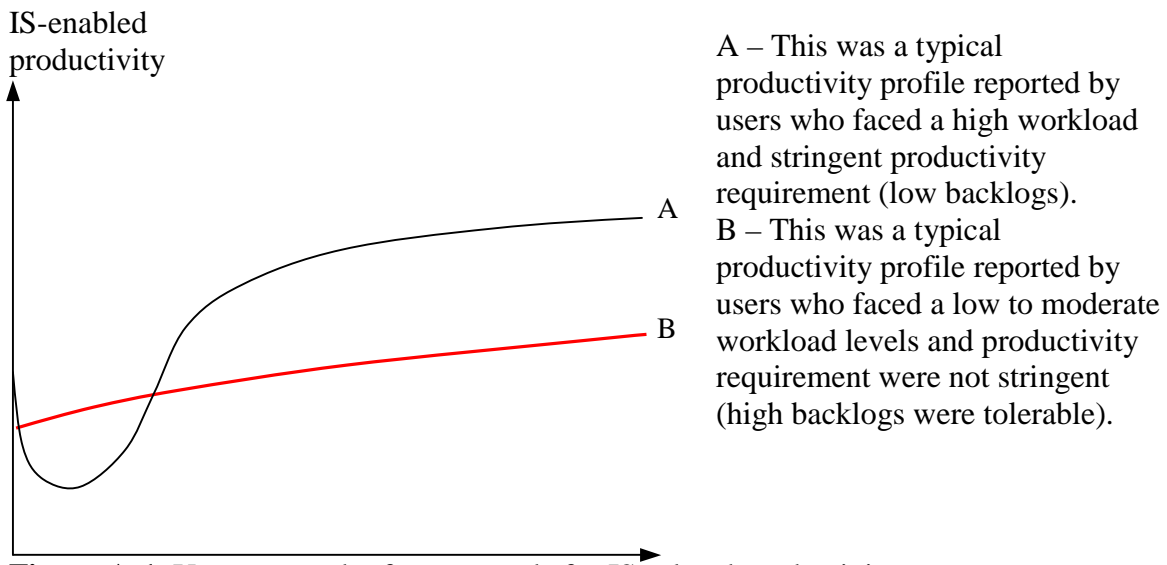 IS-enabled
productivity
A – This was a typical
productivity profile reported by
users who faced a high workload
and stringent productivity
requirement (low backlogs).
B – This was a typical
productivity profile reported by
users who faced a low to moderate
workload levels and productivity
requirement were not stringent
(high backlogs were tolerable).
A
B